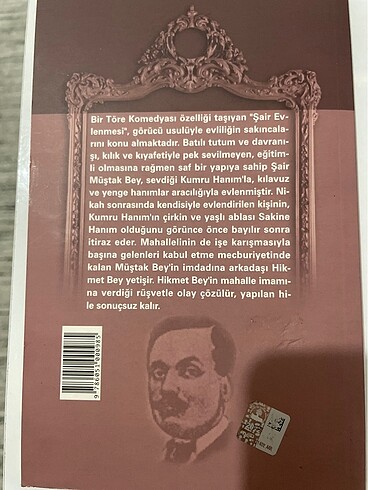 Bir Töre Komedyası özelliği taşıyan "Şair Ev-
lenmesi", görücü usulüyle evliliğin sakıncala-
rını konu almaktadır. Batılı tutum ve davranı-
şı, kılık ve kıyafetiyle pek sevilmeyen, eğitim-
li olmasına rağmen saf bir yapıya sahip Şair
Müştak Bey, sevdiği Kumru Hanım'la, kılavuz
ve yenge hanımlar aracılığıyla evlenmiştir. Ni-
kah sonrasında kendisiyle evlendirilen kişinin,
Kumru Hanım'ın çirkin ve yaşlı ablası Sakine
Hanım olduğunu görünce önce bayılır sonra
itiraz eder. Mahallelinin de işe karışmasıyla
başına gelenleri kabul etme mecburiyetinde
kalan Müştak Bey'in imdadına arkadaşı Hik-
met Bey yetişir. Hikmet Bey'in mahalle imamı-
na verdiği rüşvetle olay çözülür, yapılan hi-
le sonuçsuz kalır.